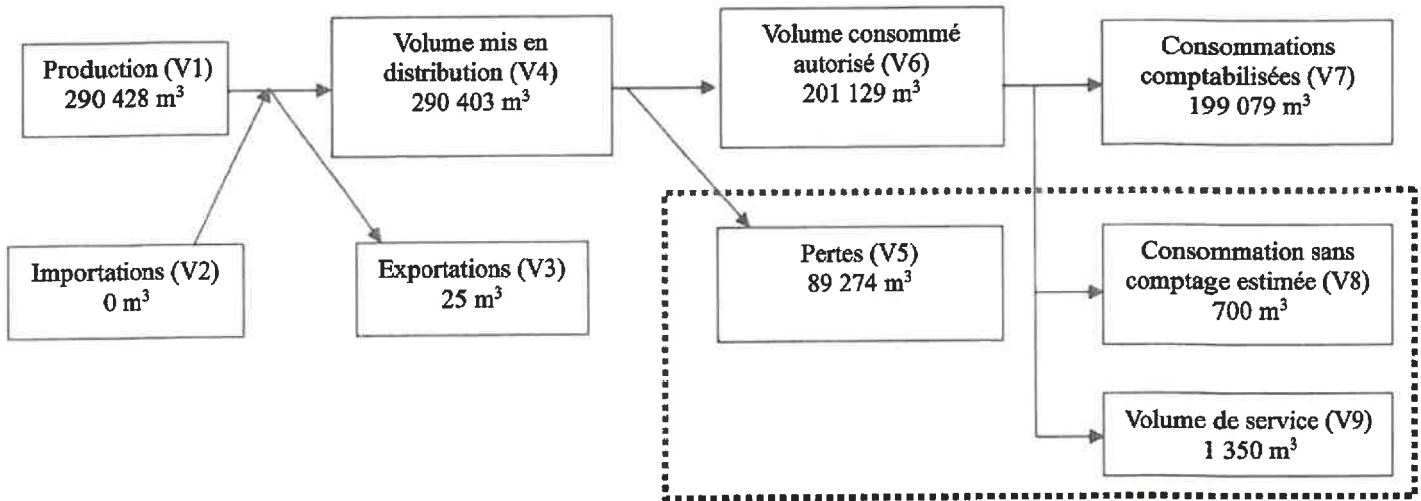 Production (V1)
290 428 m³
Volume mis en
distribution (V4)
290 403 m³
Volume consommé
autorisé (V6)
201 129 m³
Consommations
comptabilisées (V7)
199 079 m³
Importations (V2)
0 m³
Exportations (V3)
25 m³
Pertes (V5)
89 274 m³
Consommation sans
comptage estimée (V8)
700 m³
Volume de service (V9)
1 350 m³